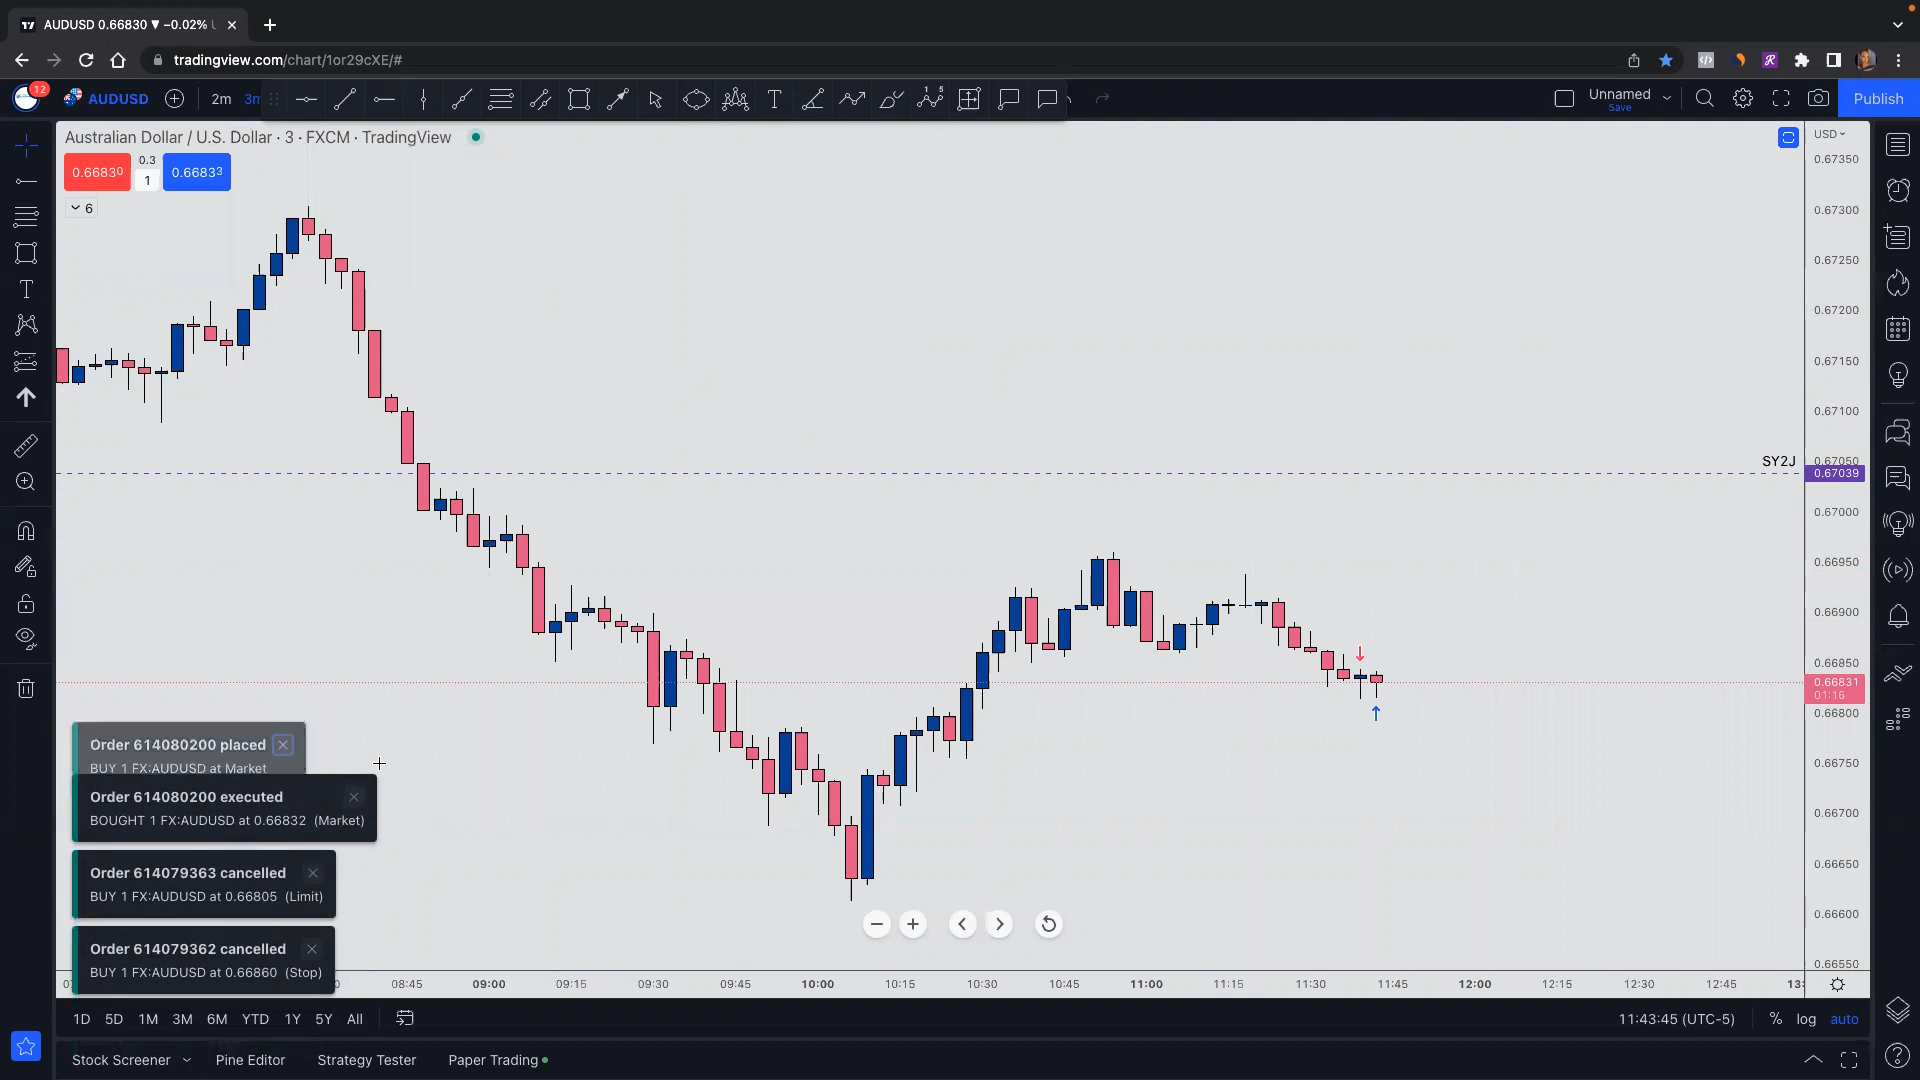 AUDUSD 0.66830 ▼ −0.02%
tradingview.com/chart/1or29cXE/#
12
AUDUSD
2m
3m
Unnamed
Save
Publish
Australian Dollar / U.S. Dollar · 3 · FXCM · TradingView
0.66830
0.3
1
0.66833
6
USD
0.67350
0.67300
0.67250
0.67200
0.67150
0.67100
0.67050
SY2J
0.67039
0.67000
0.66950
0.66900
0.66850
0.66831
01:16
0.66800
0.66750
0.66700
0.66650
0.66600
0.66550
Order 614080200 placed
BUY 1 FX:AUDUSD at Market
Order 614080200 executed
BOUGHT 1 FX:AUDUSD at 0.66832 (Market)
Order 614079363 cancelled
BUY 1 FX:AUDUSD at 0.66805 (Limit)
Order 614079362 cancelled
BUY 1 FX:AUDUSD at 0.66860 (Stop)
08:45 09:00 09:15 09:30 09:45 10:00 10:15 10:30 10:45 11:00 11:15 11:30 11:45 12:00 12:15 12:30 12:45 13:
1D 5D 1M 3M 6M YTD 1Y 5Y All
11:43:45 (UTC-5) % log auto
Stock Screener Pine Editor Strategy Tester Paper Trading